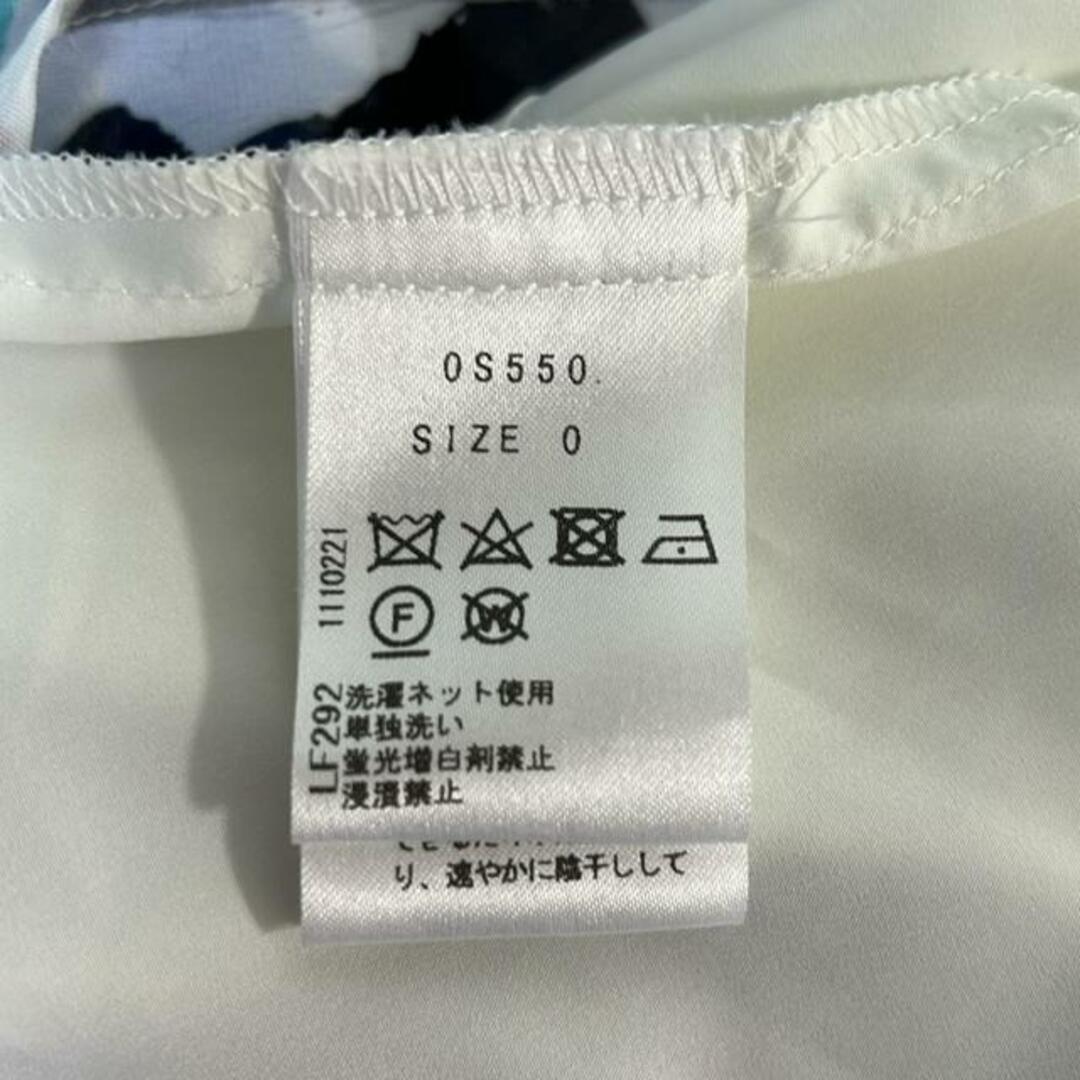 0S550.
SIZE 0
1110221
F
W
LF292
洗濯ネット使用
単独洗い
蛍光増白剤禁止
浸漬禁止
り、速やかに陰干しして